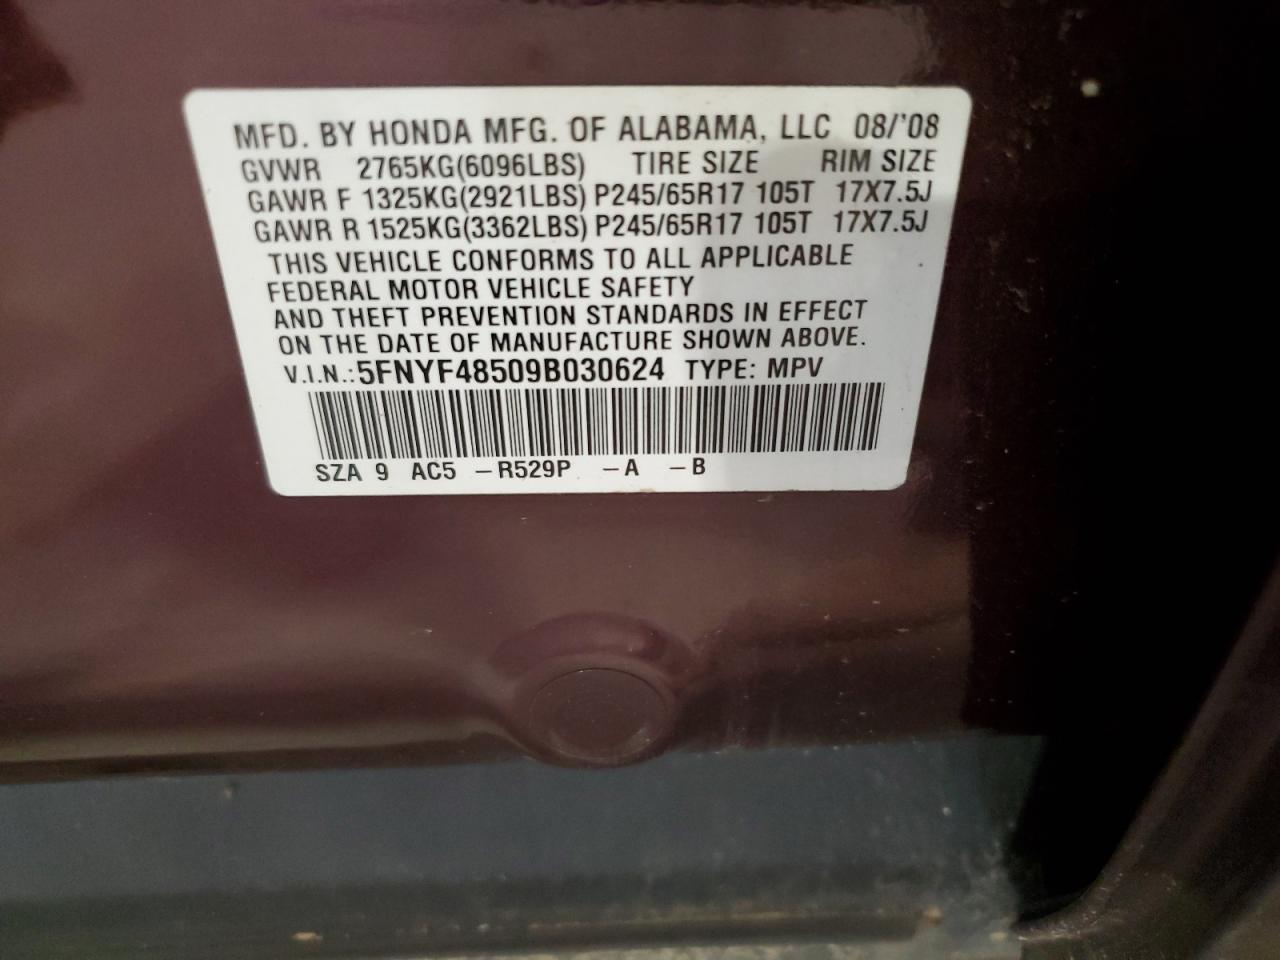 MFD. BY HONDA MFG. OF ALABAMA, LLC 08/'08
GVWR 2765KG(6096LBS) TIRE SIZE RIM SIZE
GAWR F 1325KG(2921LBS) P245/65R17 105T 17X7.5J
GAWR R 1525KG(3362LBS) P245/65R17 105T 17X7.5J
THIS VEHICLE CONFORMS TO ALL APPLICABLE
FEDERAL MOTOR VEHICLE SAFETY
AND THEFT PREVENTION STANDARDS IN EFFECT
ON THE DATE OF MANUFACTURE SHOWN ABOVE.
V.I.N.:5FNYF48509B030624 TYPE: MPV
SZA 9 AC5 –R529P –A –B